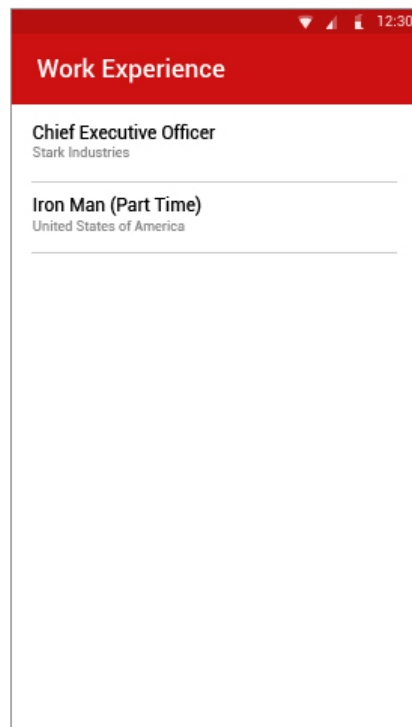 12:30
Work Experience
Chief Executive Officer
Stark Industries
Iron Man (Part Time)
United States of America